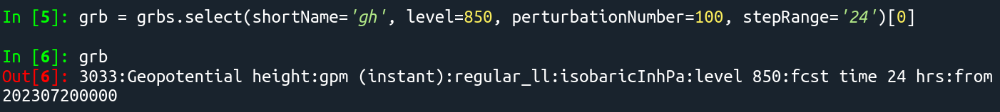 In [5]: grb = grbs.select(shortName='gh', level=850, perturbationNumber=100, stepRange='24')[0]
In [6]: grb
Out[6]: 3033:Geopotential height:gpm (instant):regular_ll:isobaricInhPa:level 850:fcst time 24 hrs:from
202307200000